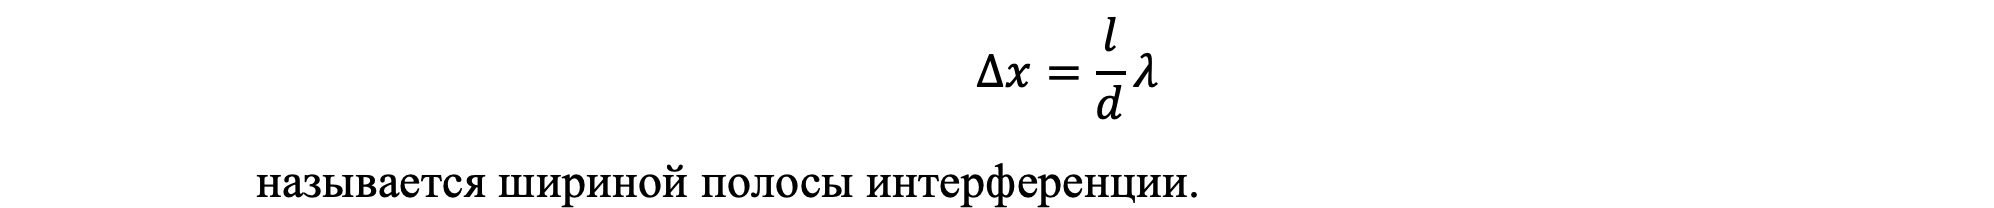 Δx = l/d λ
называется шириной полосы интерференции.